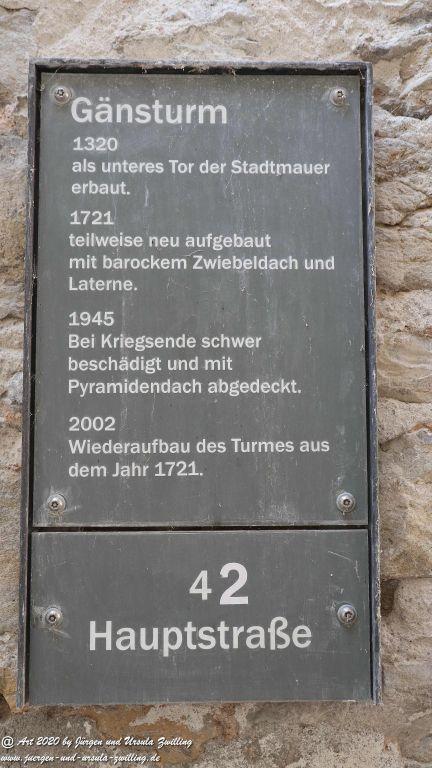 Gänsturm
1320
als unteres Tor der Stadtmauer
erbaut.
1721
teilweise neu aufgebaut
mit barockem Zwiebeldach und
Laterne.
1945
Bei Kriegsende schwer
beschädigt und mit
Pyramidendach abgedeckt.
2002
Wiederaufbau des Turmes aus
dem Jahr 1721.
42
Hauptstraße
@ Art 2020 by Jürgen und Ursula Zwilling
www.juergen-und-ursula-zwilling.de